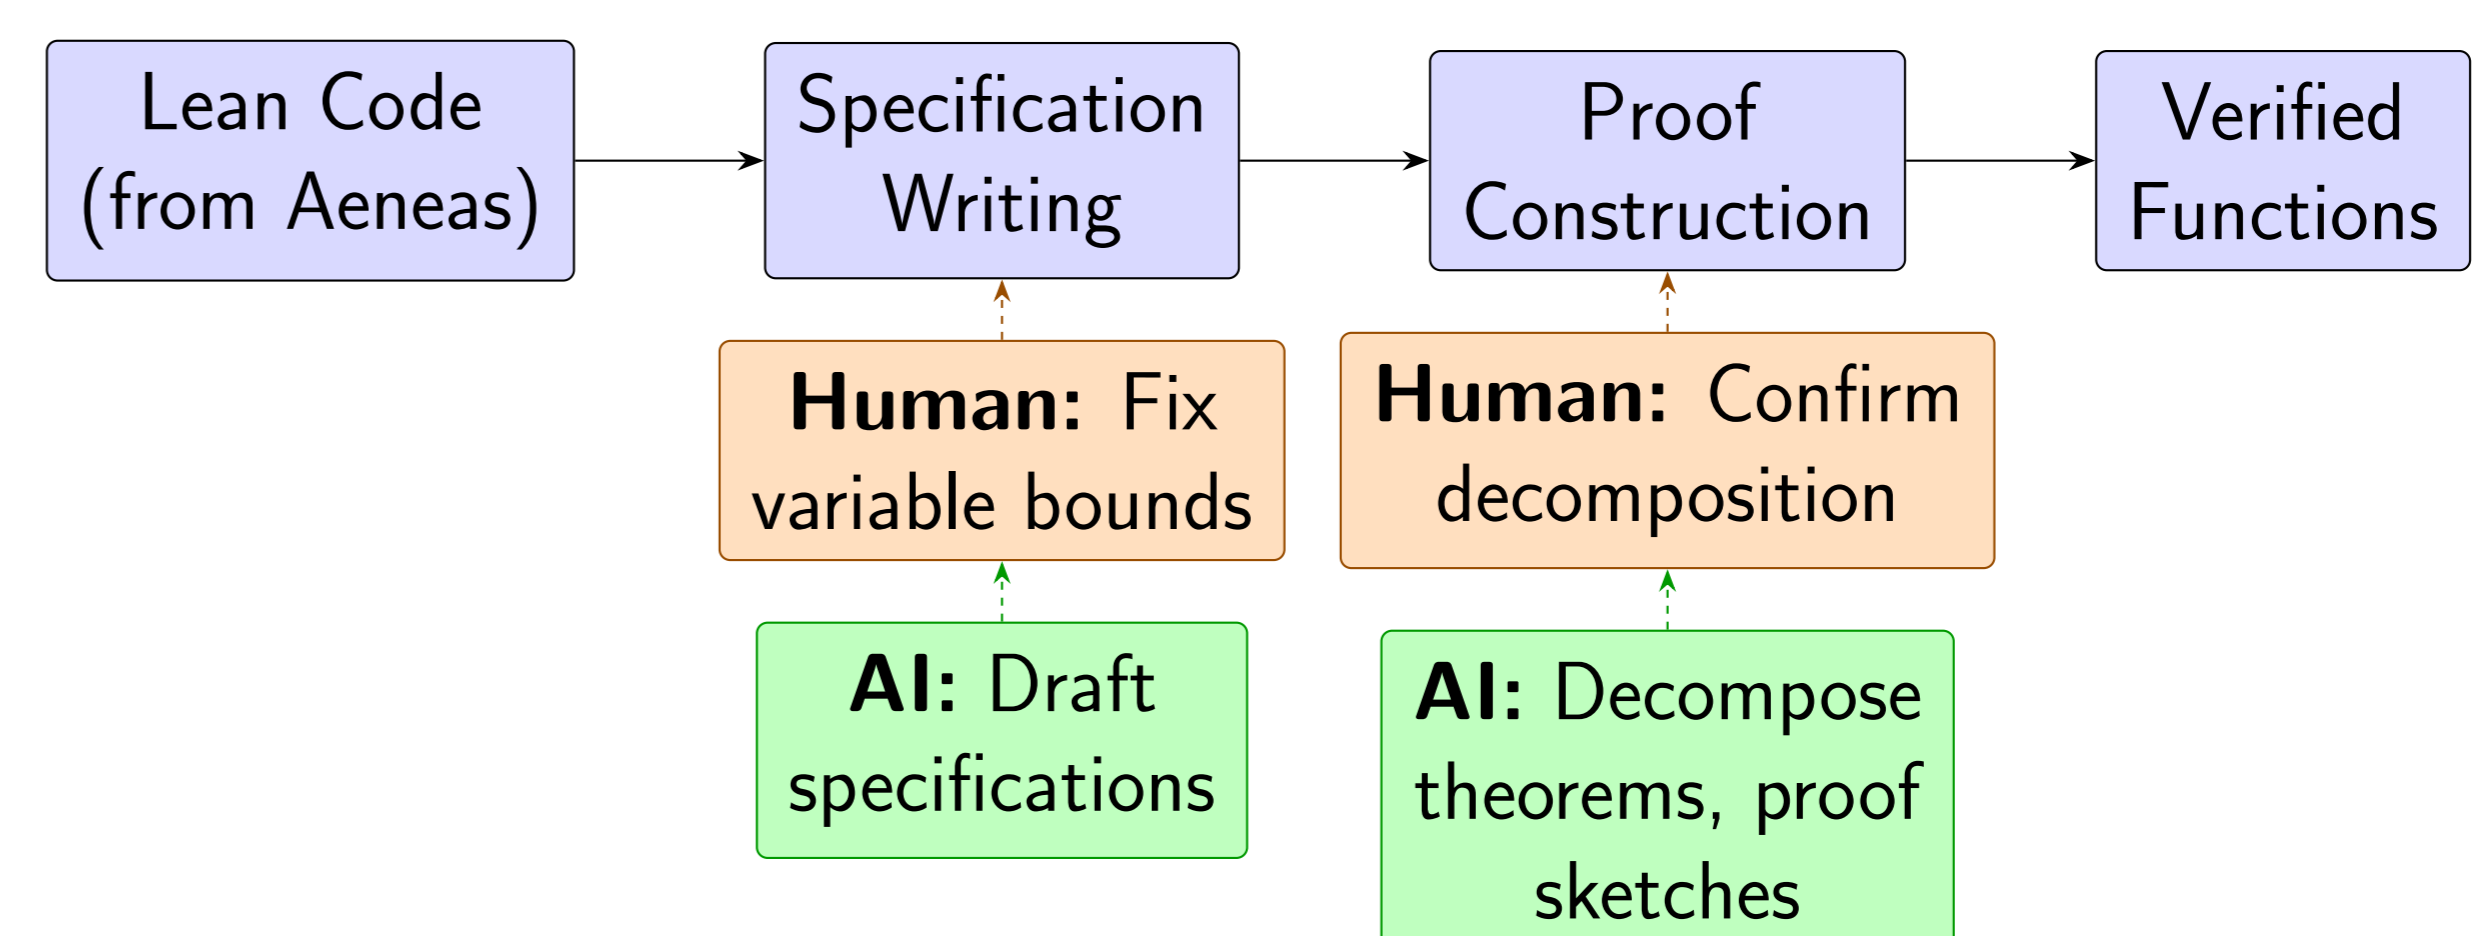 Lean Code
(from Aeneas)
Specification
Writing
Proof
Construction
Verified
Functions
Human: Fix
variable bounds
Human: Confirm
decomposition
AI: Draft
specifications
AI: Decompose
theorems, proof
sketches